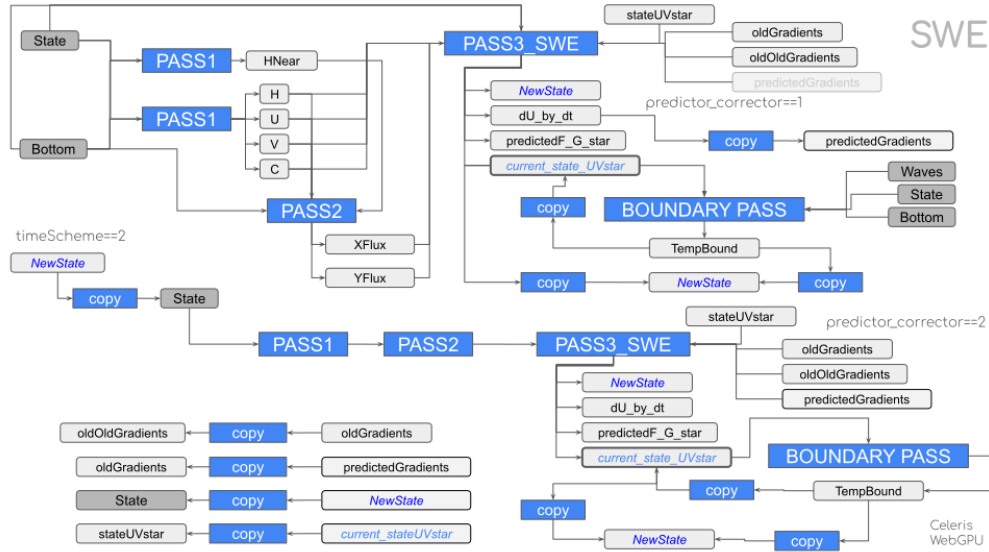 SWE
State
Bottom
PASS1
HNear
PASS1
H
U
V
C
PASS2
XFlux
YFlux
PASS3_SWE
stateUVstar
oldGradients
oldOldGradients
predictedGradients
predictor_corrector==1
NewState
dU_by_dt
predictedF_G_star
current_state_UVstar
copy
predictedGradients
copy
BOUNDARY PASS
Waves
State
Bottom
TempBound
copy
NewState
copy
timeScheme==2
NewState
copy
State
PASS1
PASS2
PASS3_SWE
stateUVstar
predictor_corrector==2
oldGradients
oldOldGradients
predictedGradients
NewState
dU_by_dt
predictedF_G_star
current_state_UVstar
BOUNDARY PASS
copy
TempBound
copy
NewState
copy
oldOldGradients
copy
oldGradients
oldGradients
copy
predictedGradients
State
copy
NewState
stateUVstar
copy
current_stateUVstar
Celeris
WebGPU